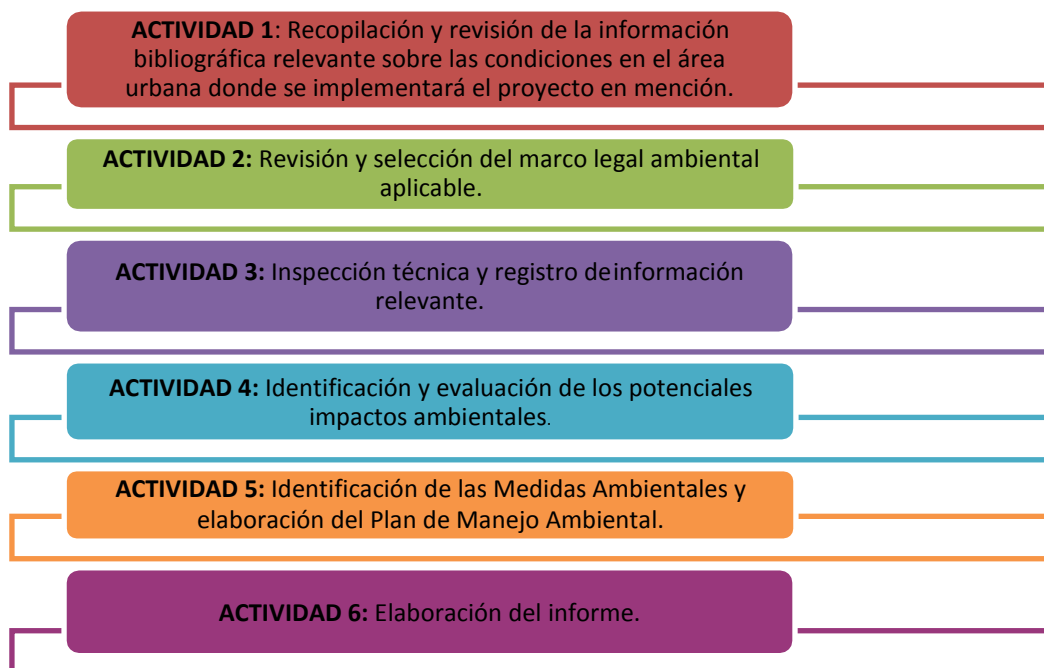 ACTIVIDAD 1: Recopilación y revisión de la información
bibliográfica relevante sobre las condiciones en el área
urbana donde se implementará el proyecto en mención.
ACTIVIDAD 2: Revisión y selección del marco legal ambiental
aplicable.
ACTIVIDAD 3: Inspección técnica y registro deinformación
relevante.
ACTIVIDAD 4: Identificación y evaluación de los potenciales
impactos ambientales.
ACTIVIDAD 5: Identificación de las Medidas Ambientales y
elaboración del Plan de Manejo Ambiental.
ACTIVIDAD 6: Elaboración del informe.